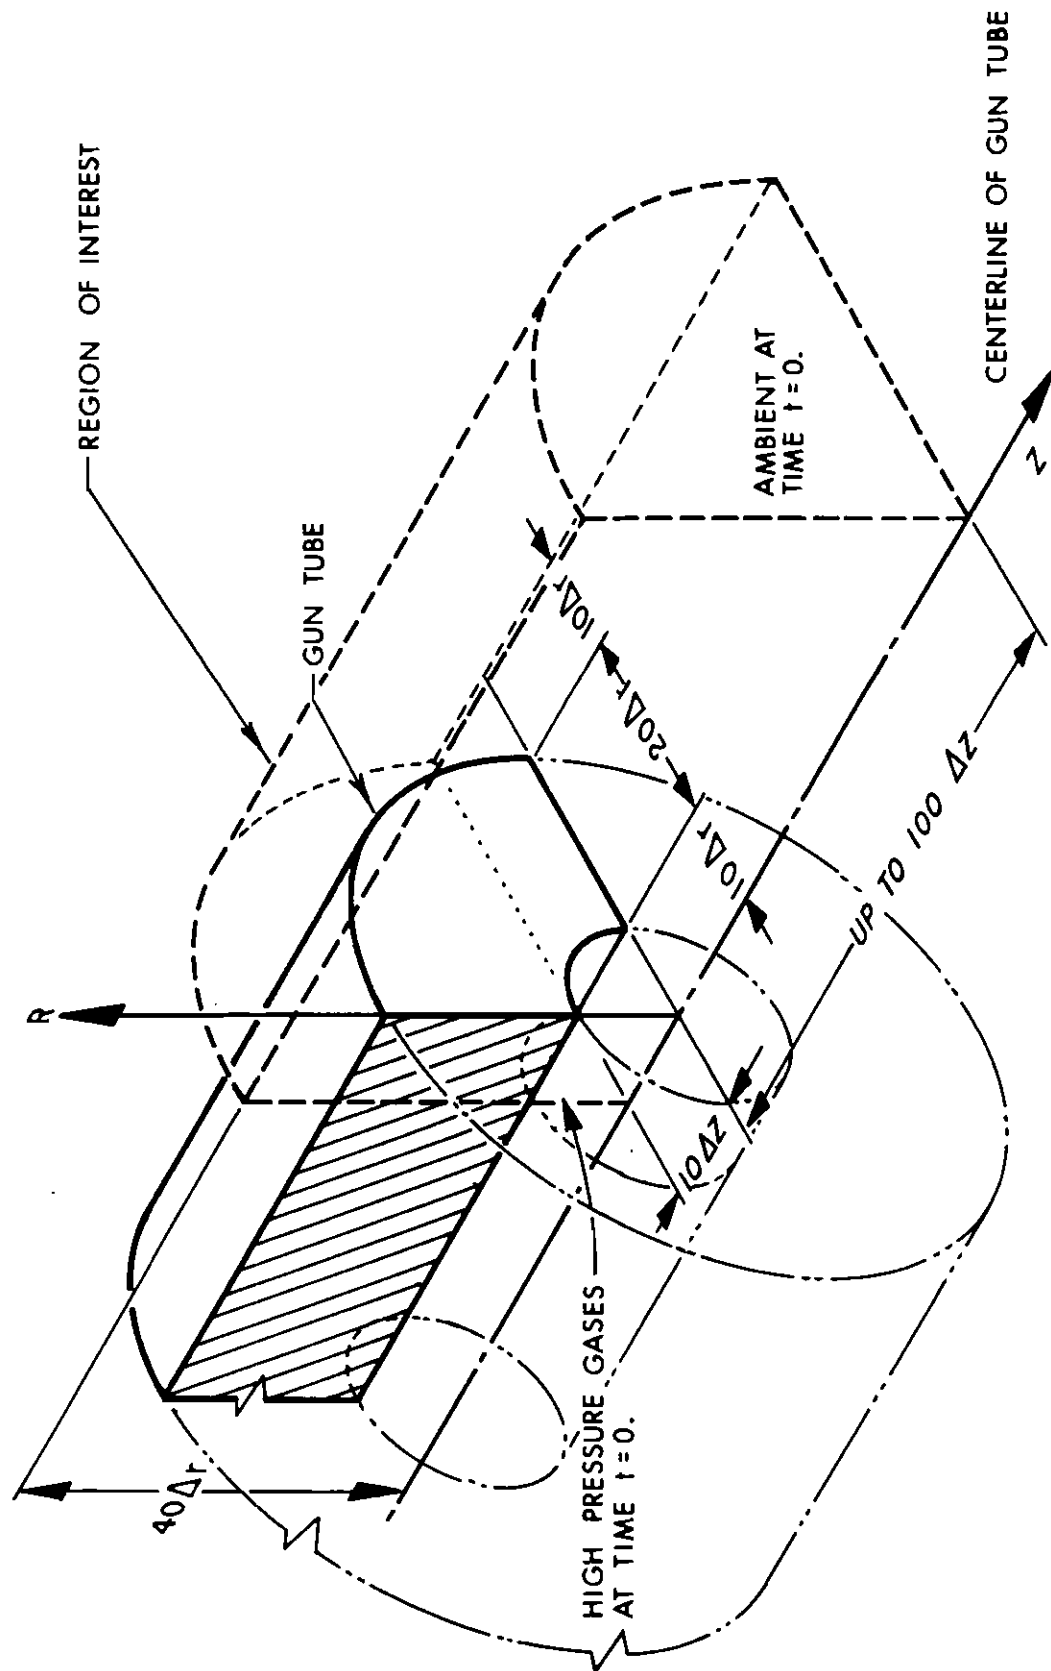 REGION OF INTEREST
GUN TUBE
R
40Δr
10Δr
20Δr
10Δr
AMBIENT AT
TIME t=0.
HIGH PRESSURE GASES
AT TIME t=0.
10ΔZ
UP TO 100 ΔZ
Z
CENTERLINE OF GUN TUBE